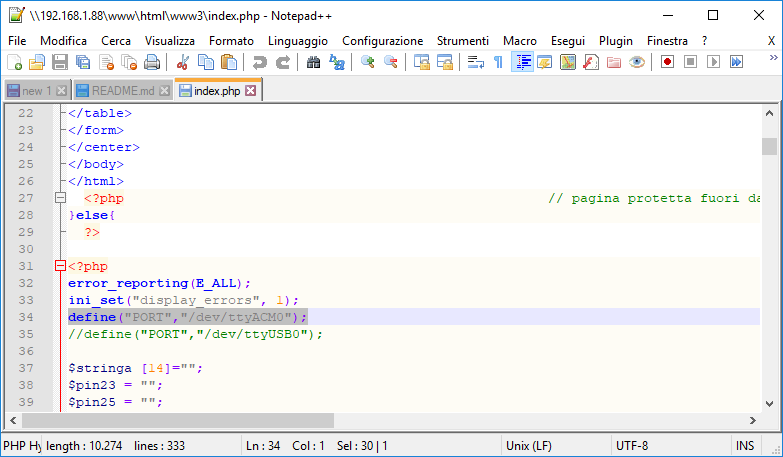 \\192.168.1.88\www\html\www3\index.php - Notepad++
File Modifica Cerca Visualizza Formato Linguaggio Configurazione Strumenti Macro Esegui Plugin Finestra ? X
new 1 README.md index.php
22 </table>
23 </form>
24 </center>
25 </body>
26 </html>
27 <?php // pagina protetta fuori da
28 }else{
29 ?>
30
31 <?php
32 error_reporting(E_ALL);
33 ini_set("display_errors", 1);
34 define("PORT","/dev/ttyACM0");
35 //define("PORT","/dev/ttyUSB0");
36
37 $stringa [14]="";
38 $pin23 = "";
39 $pin25 = "";
PHP Hy length : 10.274 lines : 333 Ln : 34 Col : 1 Sel : 30 | 1 Unix (LF) UTF-8 INS